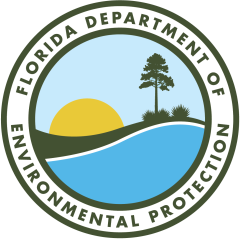 FLORIDA DEPARTMENT OF
ENVIRONMENTAL PROTECTION